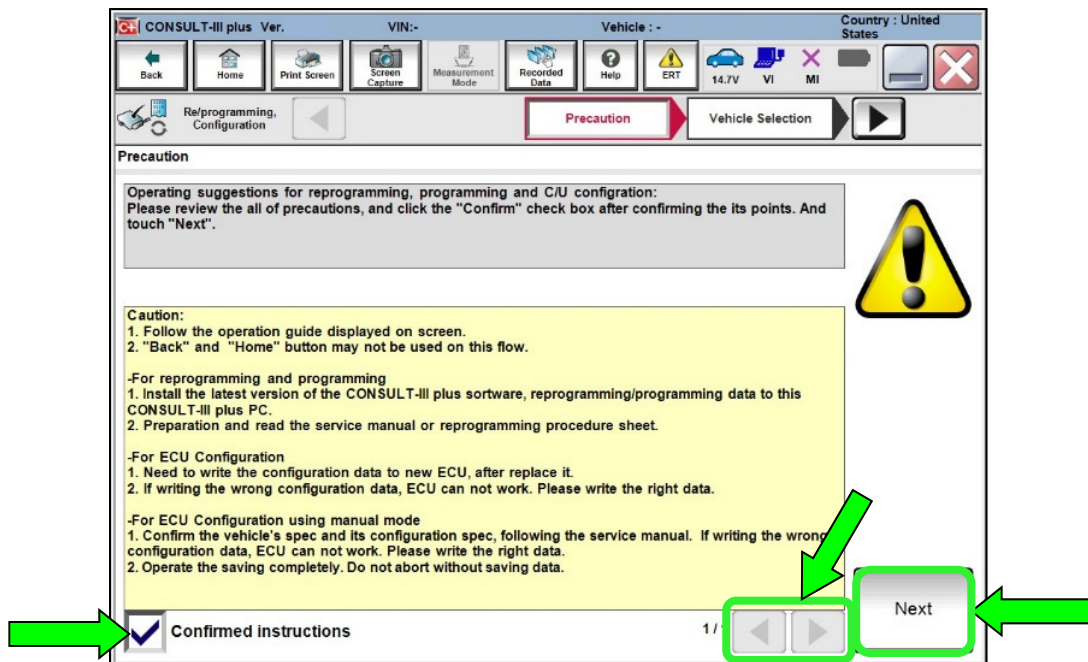 CONSULT-III plus Ver. VIN:- Vehicle : - Country : United
States
Back
Home
Print Screen
Screen
Capture
Measurement
Mode
Recorded
Data
Help
ERT
14.7V
VI
MI
Re/programming,
Configuration
Precaution
Vehicle Selection
Precaution
Operating suggestions for reprogramming, programming and C/U configration:
Please review the all of precautions, and click the "Confirm" check box after confirming the its points. And
touch "Next".
Caution:
1. Follow the operation guide displayed on screen.
2. "Back" and "Home" button may not be used on this flow.
-For reprogramming and programming
1. Install the latest version of the CONSULT-III plus sortware, reprogramming/programming data to this
CONSULT-III plus PC.
2. Preparation and read the service manual or reprogramming procedure sheet.
-For ECU Configuration
1. Need to write the configuration data to new ECU, after replace it.
2. If writing the wrong configuration data, ECU can not work. Please write the right data.
-For ECU Configuration using manual mode
1. Confirm the vehicle's spec and its configuration spec, following the service manual. If writing the wrong
configuration data, ECU can not work. Please write the right data.
2. Operate the saving completely. Do not abort without saving data.
Confirmed instructions
1/
Next